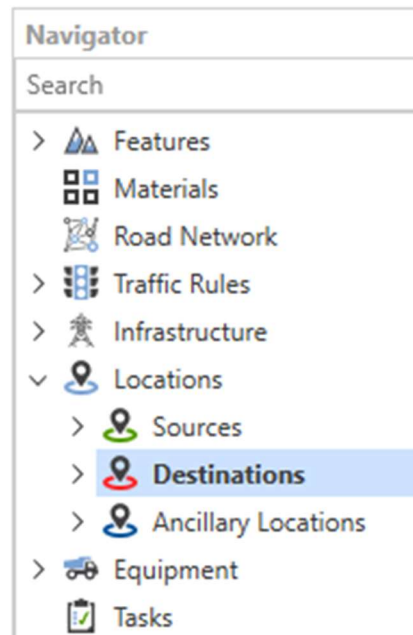 Navigator
Search
Features
Materials
Road Network
Traffic Rules
Infrastructure
Locations
Sources
Destinations
Ancillary Locations
Equipment
Tasks